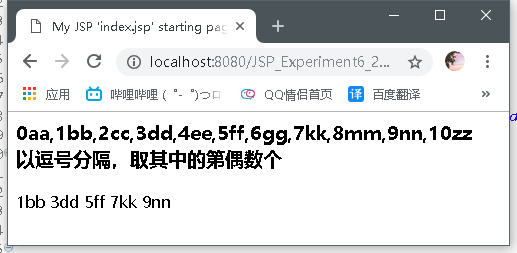 My JSP 'index.jsp' starting pag
localhost:8080/JSP_Experiment6_2...
应用
哔哩哔哩 ( ゜- ゜)つロ
QQ情侣首页
译
百度翻译
»
0aa,1bb,2cc,3dd,4ee,5ff,6gg,7kk,8mm,9nn,10zz
以逗号分隔，取其中的第偶数个
1bb 3dd 5ff 7kk 9nn